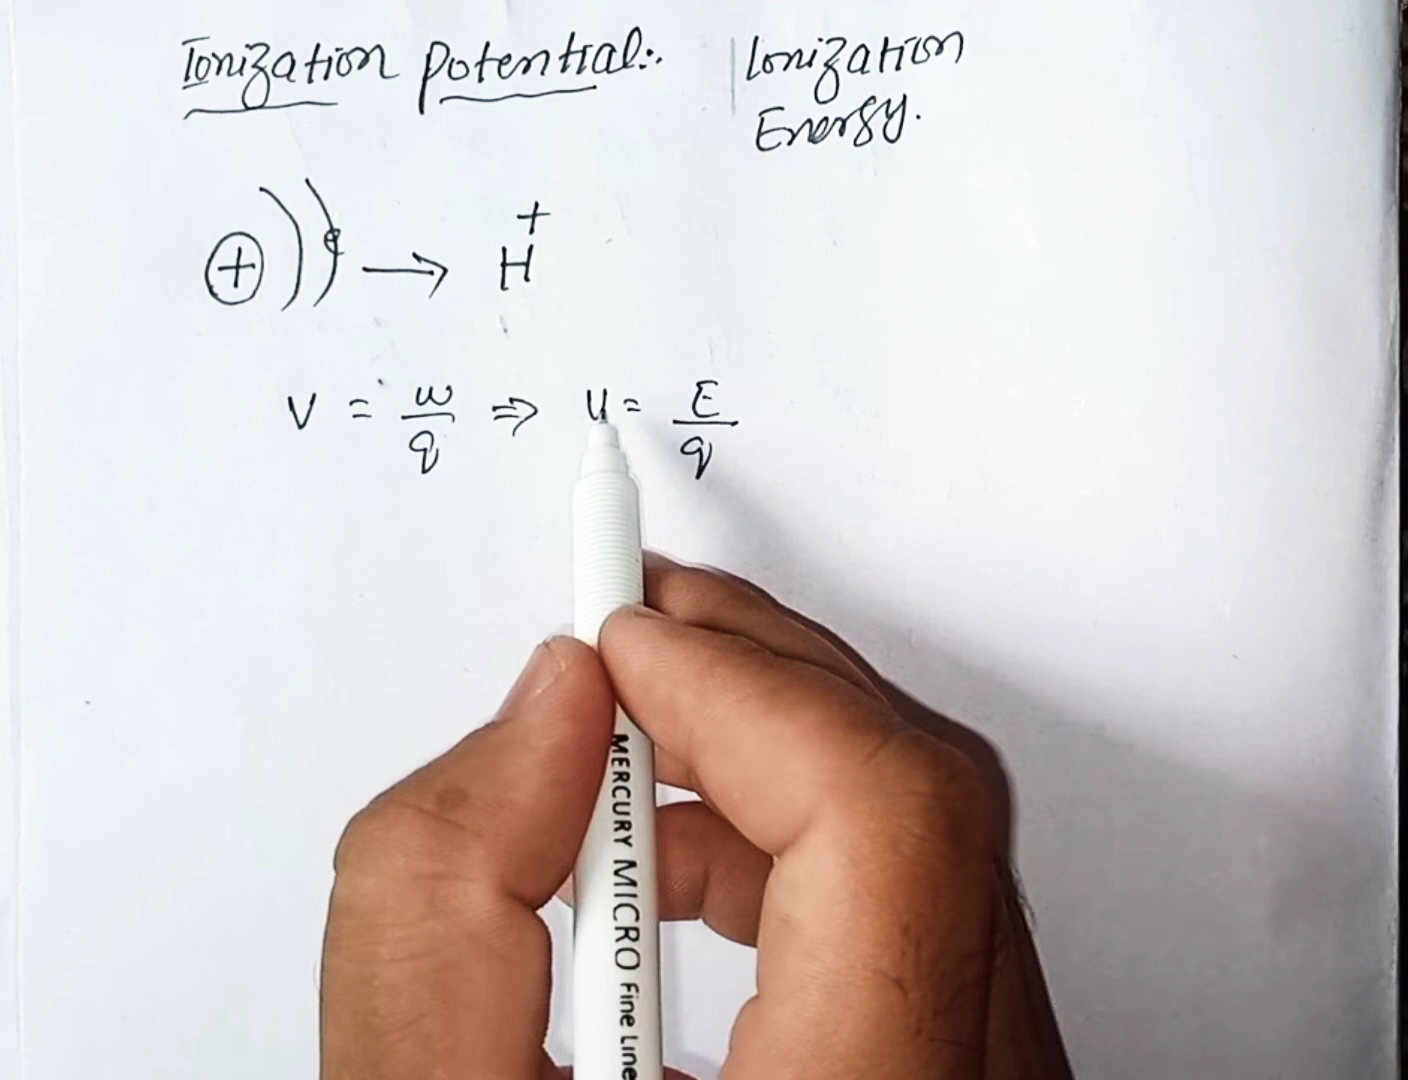 Ionization Potential:. | Ionization
Energy.
+
⊕ ) ) e → H
V = w/q ⇒ V = E/q
MERCURY MICRO Fine Line